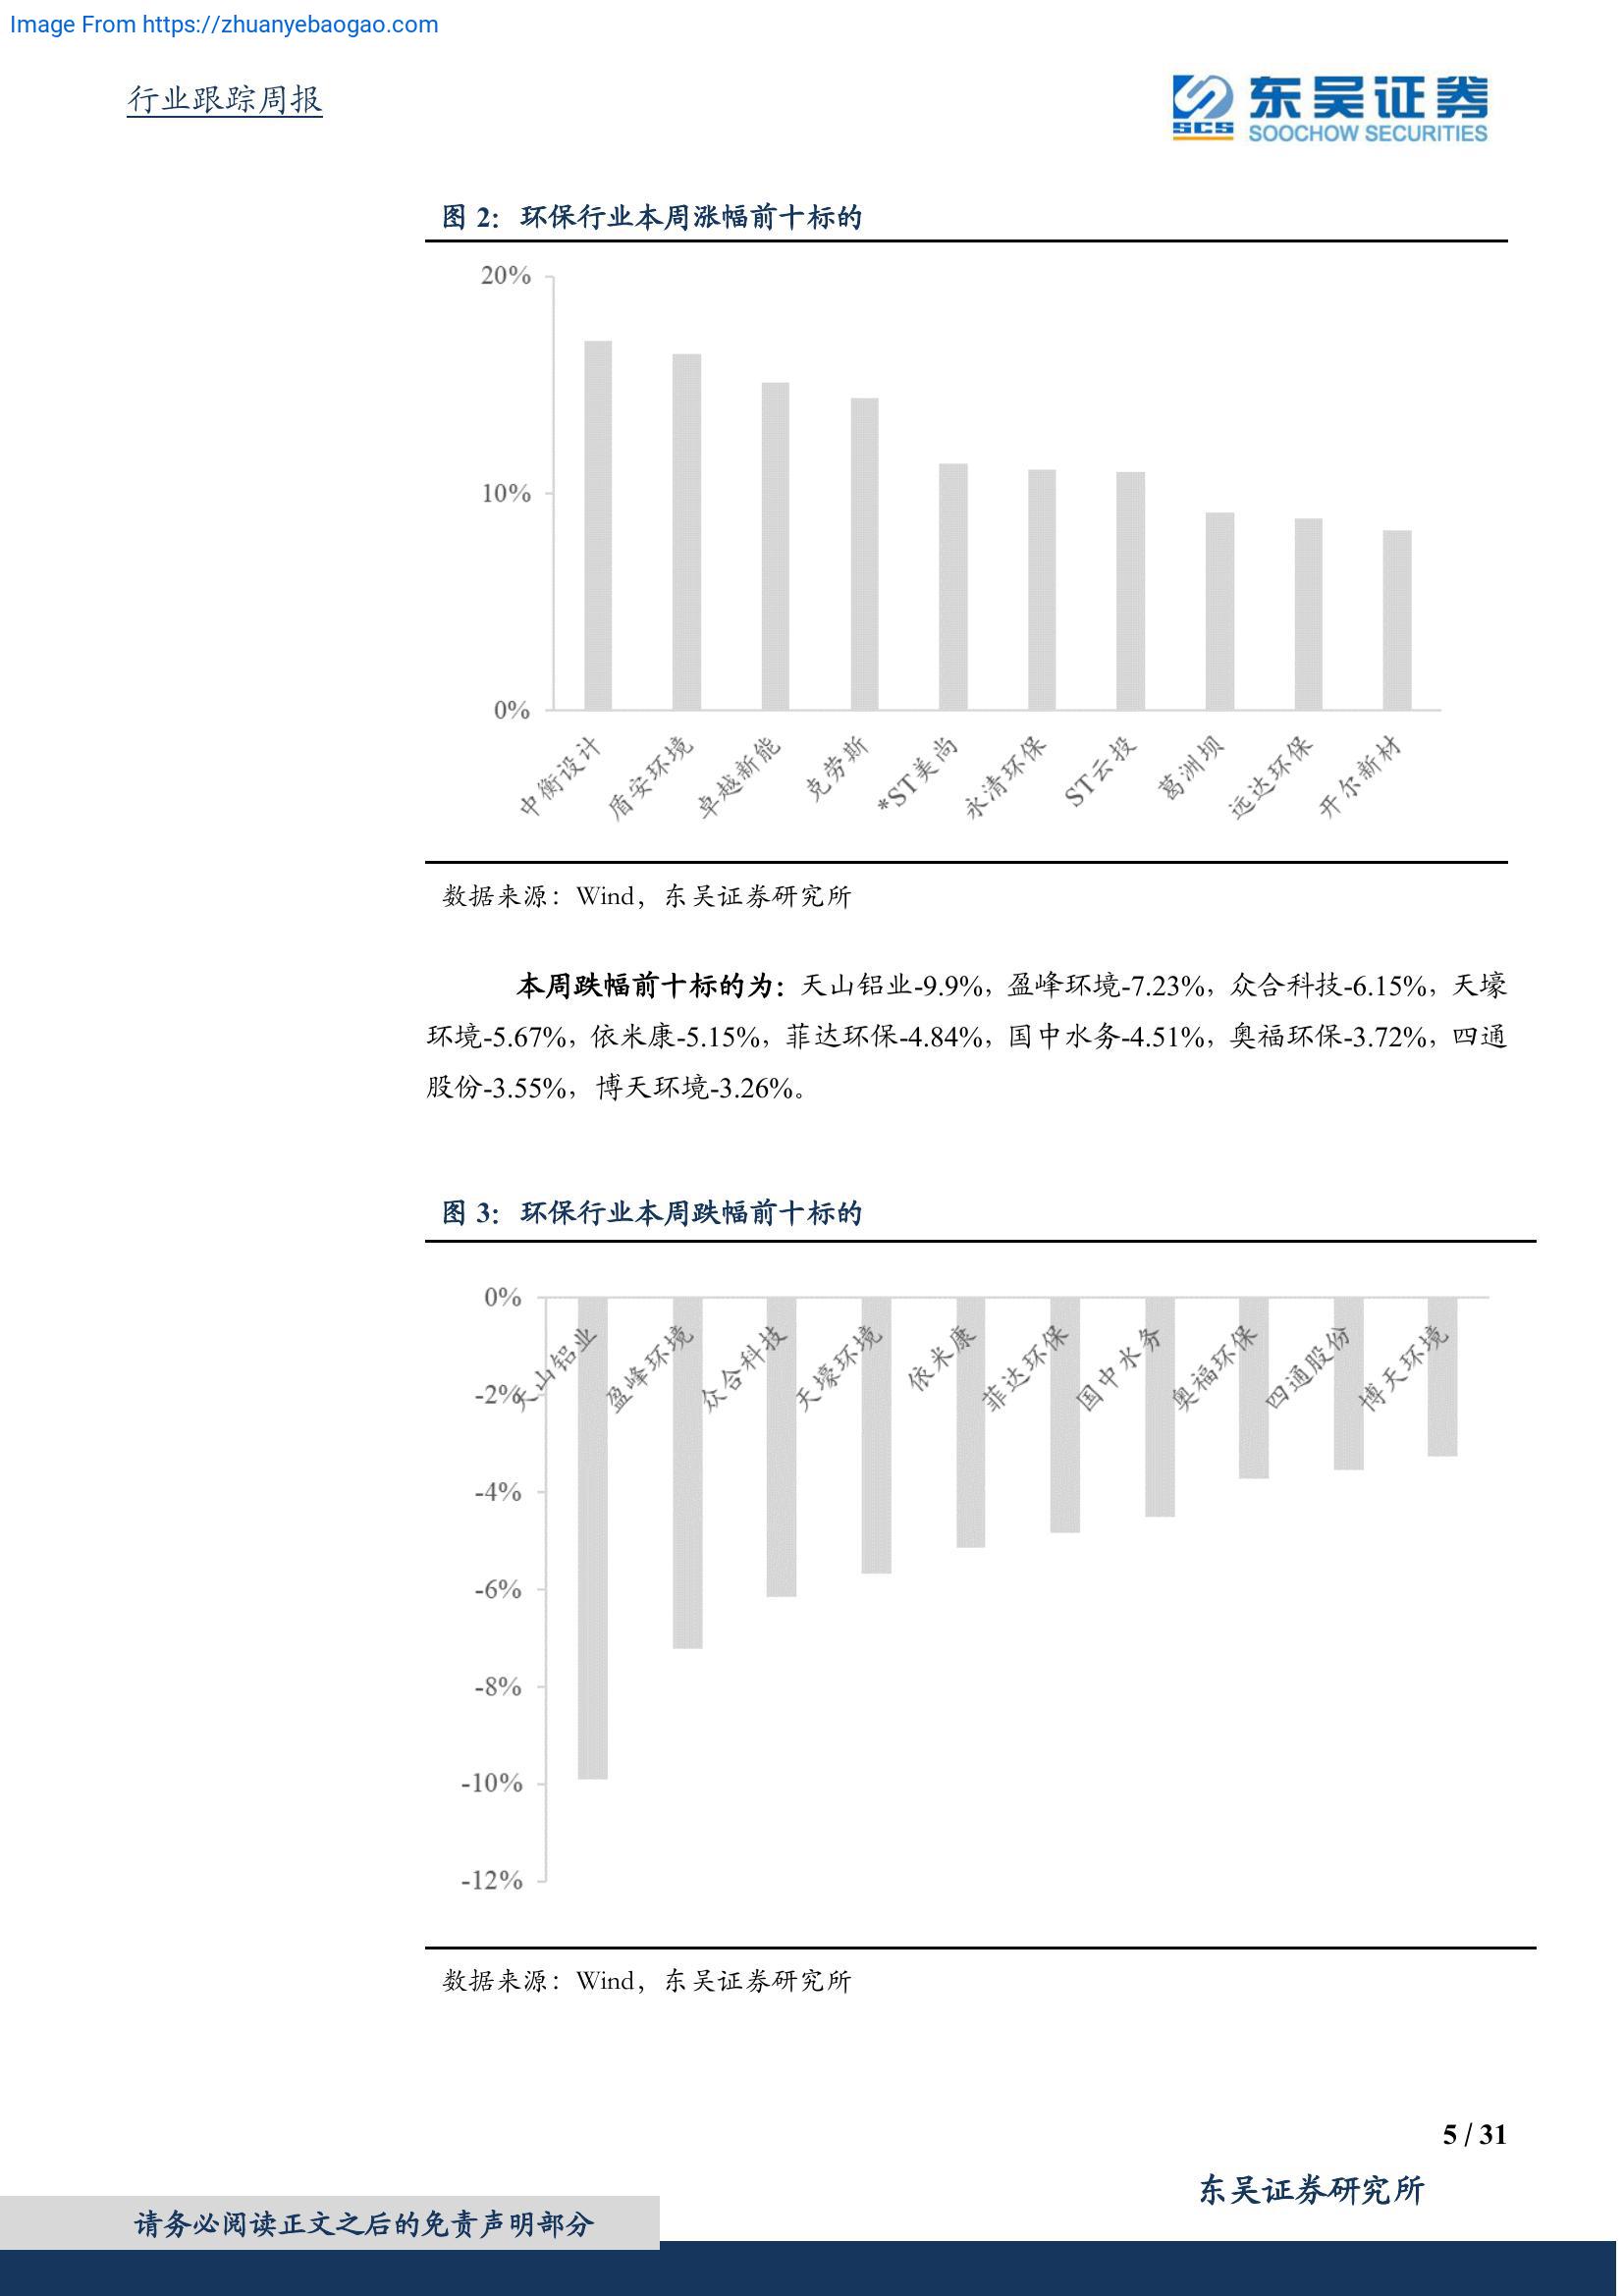 Image From https://zhuanyebaogao.com
行业跟踪周报
东吴证券
SCS
SOOCHOW SECURITIES
图 2：环保行业本周涨幅前十标的
20%
10%
0%
中衡设计
盾安环境
卓越新能
克劳斯
*ST美尚
永清环保
ST云投
葛洲坝
远达环保
开尔新材
数据来源：Wind，东吴证券研究所
本周跌幅前十标的为：天山铝业-9.9%，盈峰环境-7.23%，众合科技-6.15%，天壕
环境-5.67%，依米康-5.15%，菲达环保-4.84%，国中水务-4.51%，奥福环保-3.72%，四通
股份-3.55%，博天环境-3.26%。
图 3：环保行业本周跌幅前十标的
0%
-2%
-4%
-6%
-8%
-10%
-12%
天山铝业
盈峰环境
众合科技
天壕环境
依米康
菲达环保
国中水务
奥福环保
四通股份
博天环境
数据来源：Wind，东吴证券研究所
5 / 31
东吴证券研究所
请务必阅读正文之后的免责声明部分